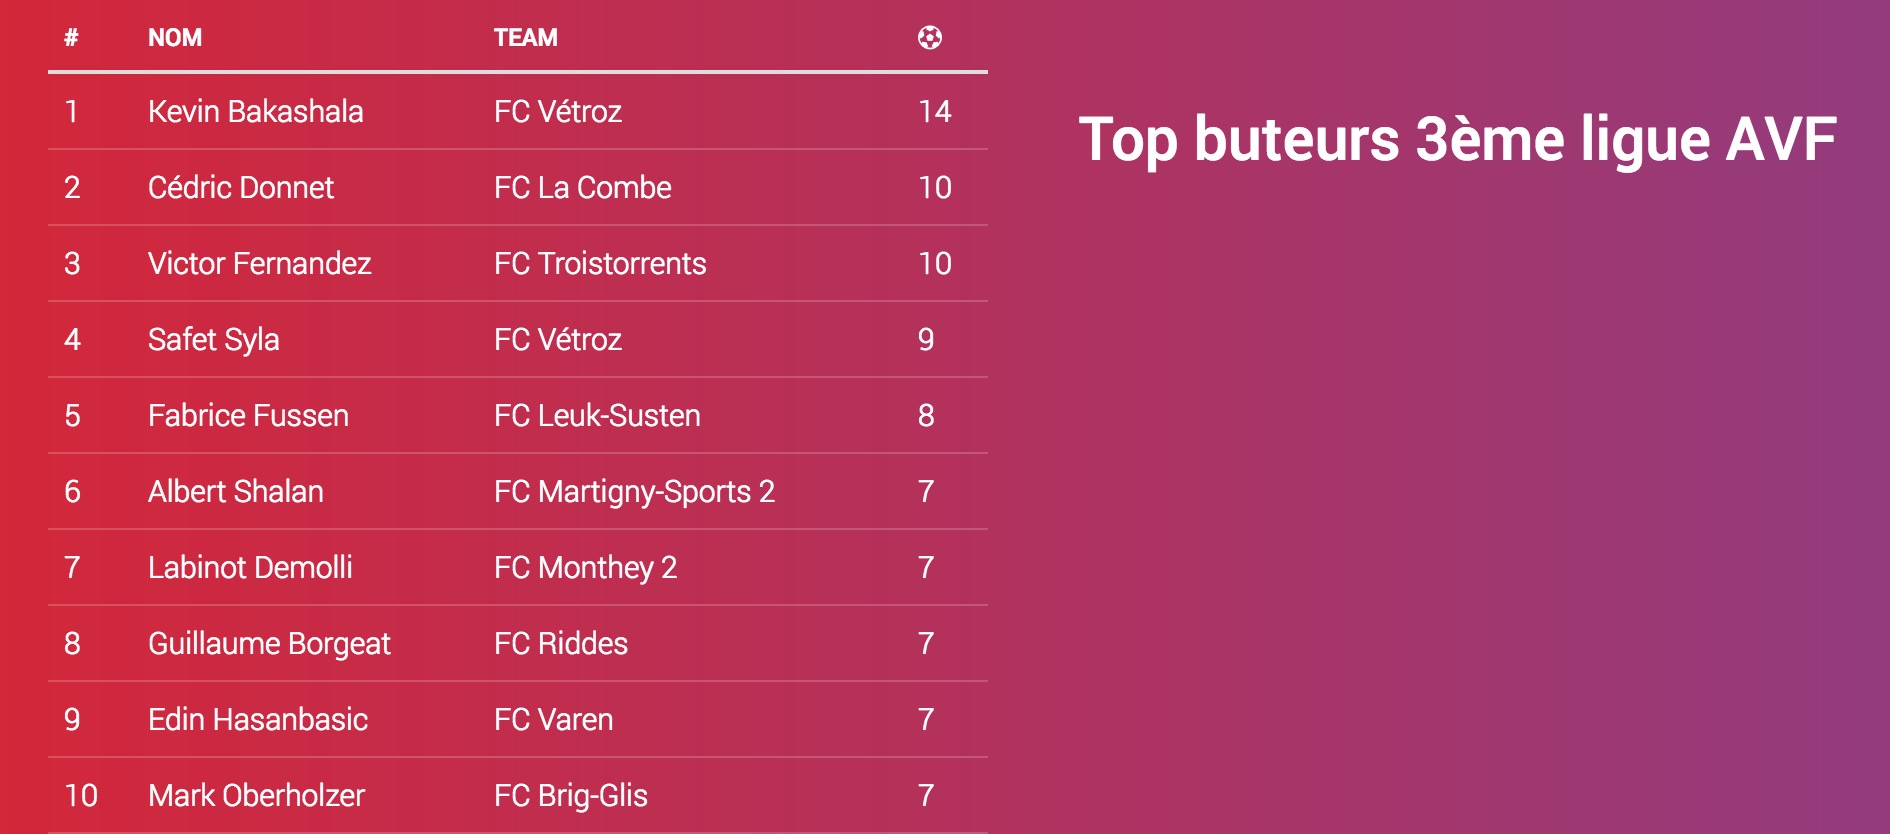 # NOM TEAM ⚽
1 Kevin Bakashala FC Vétroz 14
2 Cédric Donnet FC La Combe 10
3 Victor Fernandez FC Troistorrents 10
4 Safet Syla FC Vétroz 9
5 Fabrice Fussen FC Leuk-Susten 8
6 Albert Shalan FC Martigny-Sports 2 7
7 Labinot Demolli FC Monthey 2 7
8 Guillaume Borgeat FC Riddes 7
9 Edin Hasanbasic FC Varen 7
10 Mark Oberholzer FC Brig-Glis 7
Top buteurs 3ème ligue AVF